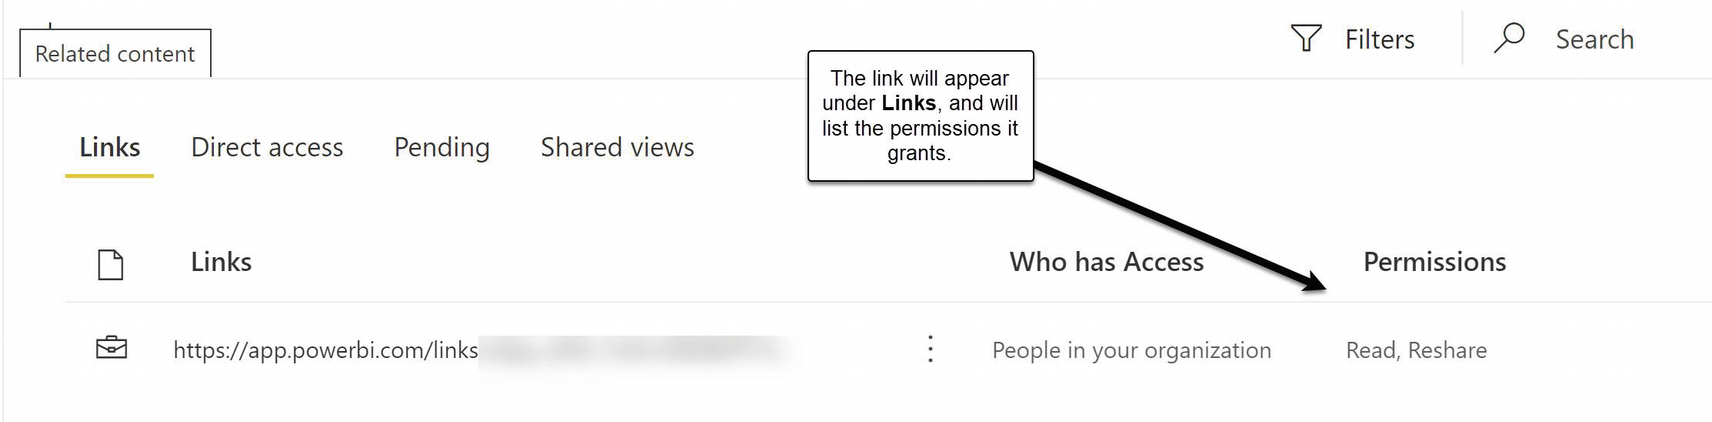 Related content
Filters
Search
The link will appear
under Links, and will
list the permissions it
grants.
Links Direct access Pending Shared views
Links Who has Access Permissions
https://app.powerbi.com/links People in your organization Read, Reshare